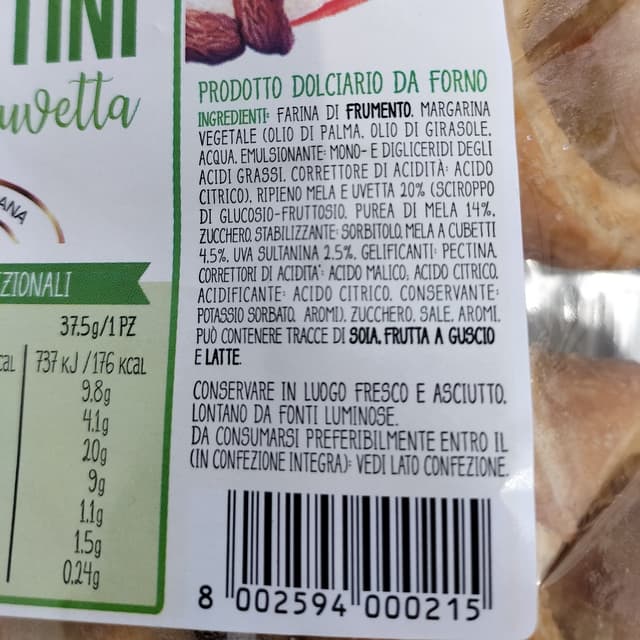 TINI
uvetta
ANA
ZIONALI
37.5g/1 PZ
cal 737 kJ / 176 kcal
9.8g
4.1g
20g
9g
1.1g
1.5g
0.24g
PRODOTTO DOLCIARIO DA FORNO
INGREDIENTI: FARINA DI FRUMENTO, MARGARINA
VEGETALE (OLIO DI PALMA, OLIO DI GIRASOLE,
ACQUA, EMULSIONANTE: MONO- E DIGLICERIDI DEGLI
ACIDI GRASSI, CORRETTORE DI ACIDITÀ: ACIDO
CITRICO), RIPIENO MELA E UVETTA 20% (SCIROPPO
DI GLUCOSIO-FRUTTOSIO, PUREA DI MELA 14%,
ZUCCHERO, STABILIZZANTE: SORBITOLO, MELA A CUBETTI
4.5%, UVA SULTANINA 2.5%, GELIFICANTI: PECTINA,
CORRETTORI DI ACIDITA': ACIDO MALICO, ACIDO CITRICO,
ACIDIFICANTE: ACIDO CITRICO, CONSERVANTE:
POTASSIO SORBATO, AROMI), ZUCCHERO, SALE, AROMI.
PUÒ CONTENERE TRACCE DI SOIA, FRUTTA A GUSCIO
E LATTE.
CONSERVARE IN LUOGO FRESCO E ASCIUTTO,
LONTANO DA FONTI LUMINOSE.
DA CONSUMARSI PREFERIBILMENTE ENTRO IL
(IN CONFEZIONE INTEGRA): VEDI LATO CONFEZIONE.
8 002594 000215